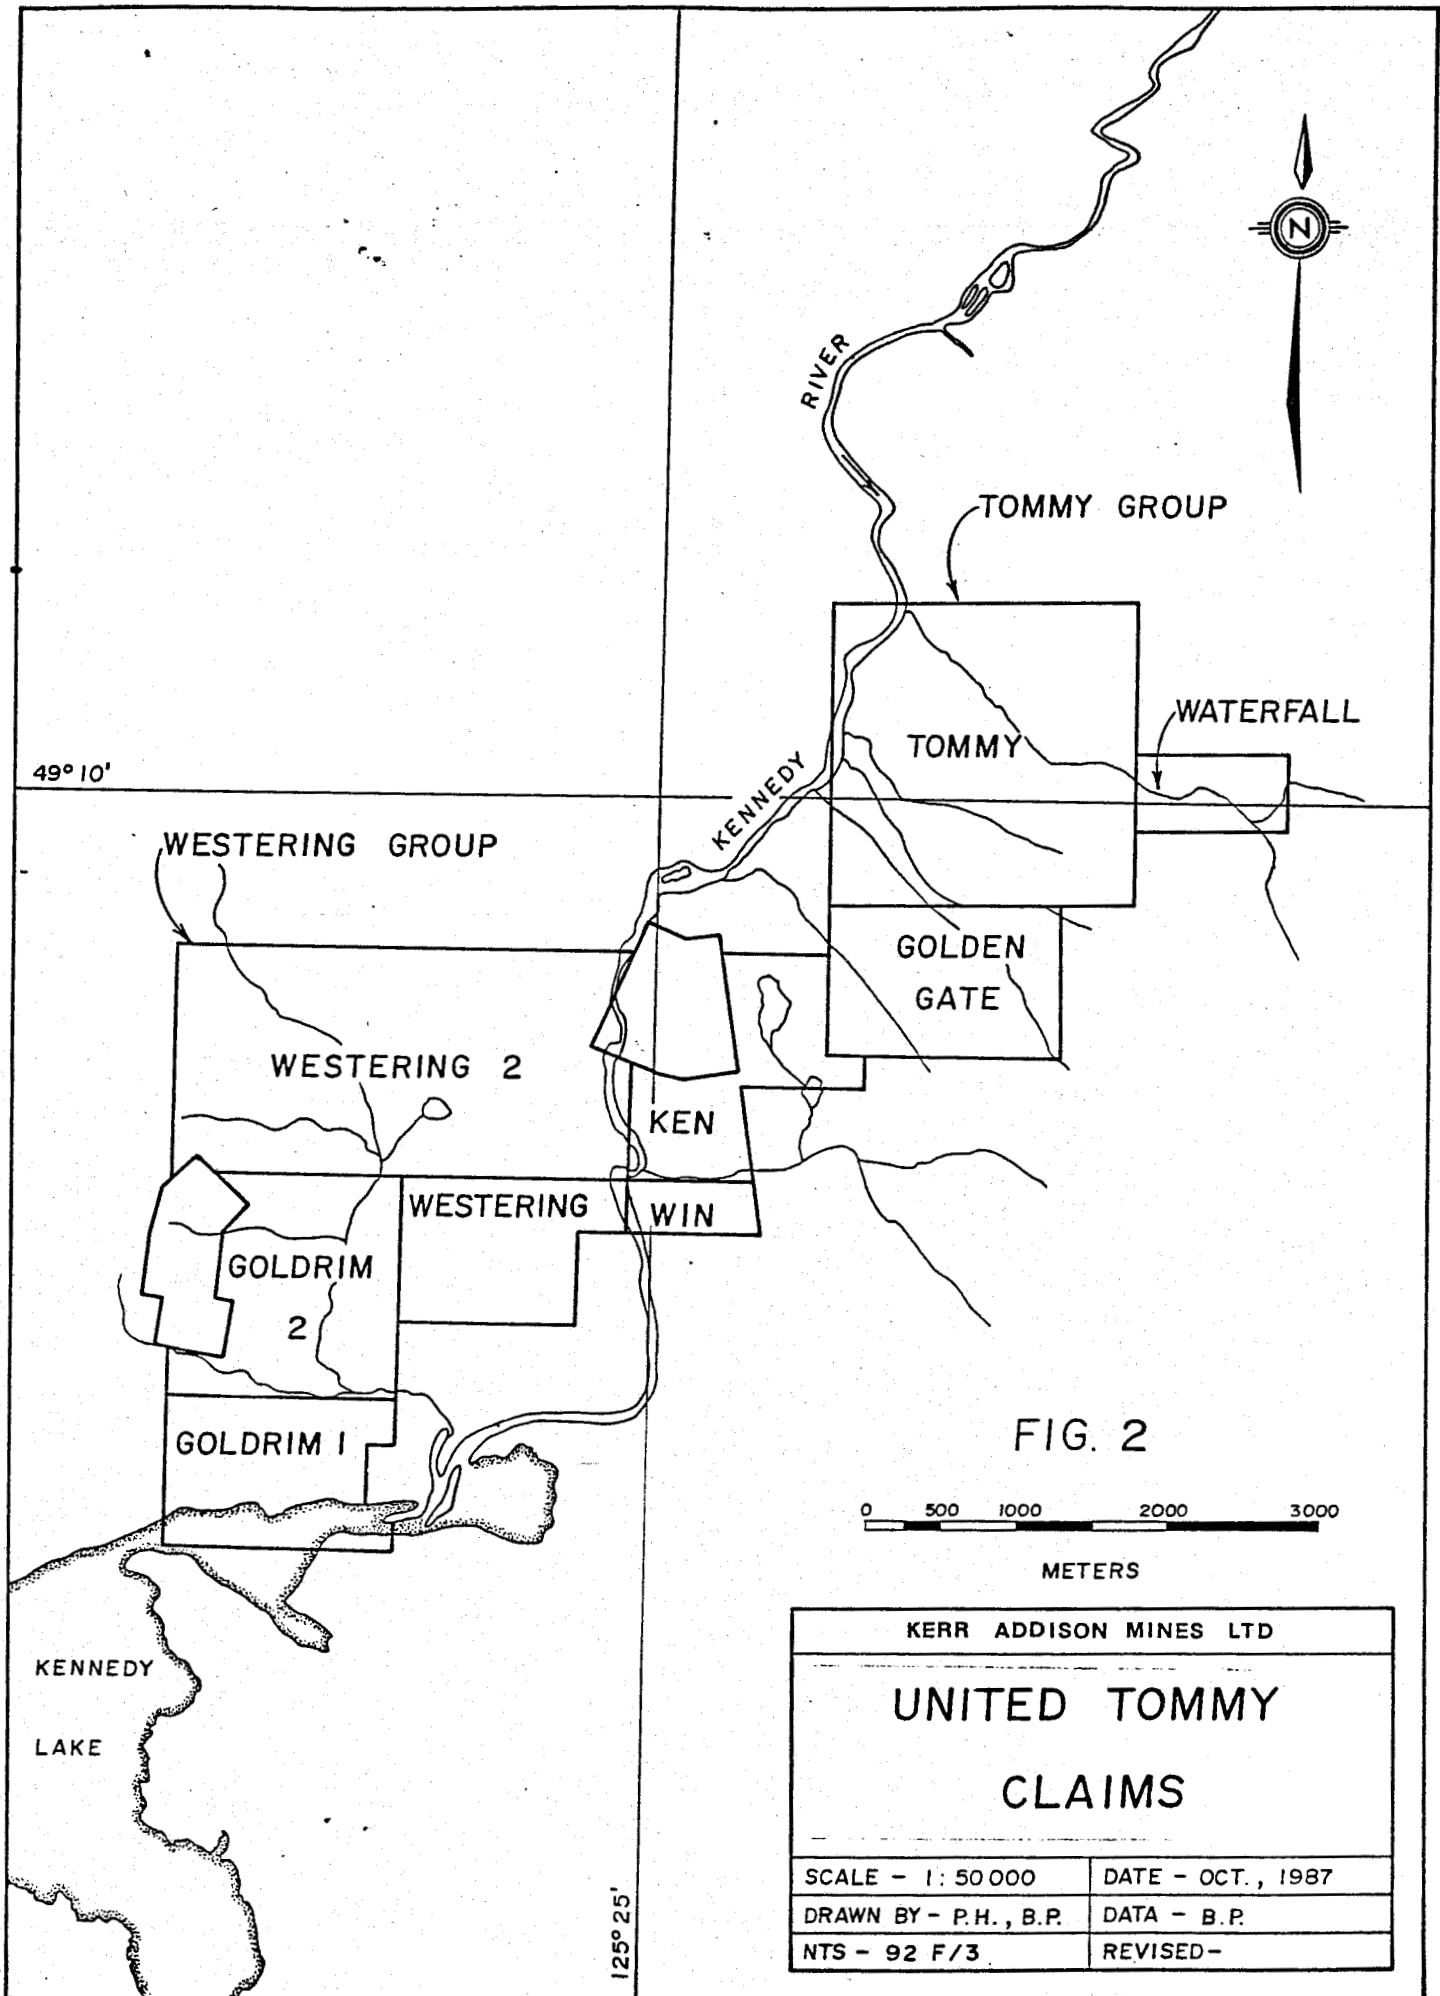 N
RIVER
TOMMY GROUP
WATERFALL
TOMMY
49° 10'
KENNEDY
WESTERING GROUP
GOLDEN
GATE
WESTERING 2
KEN
WESTERING
WIN
GOLDRIM
2
GOLDRIM 1
FIG. 2
0 500 1000 2000 3000
METERS
KENNEDY
LAKE
125° 25'
KERR ADDISON MINES LTD
UNITED TOMMY
CLAIMS
SCALE - 1: 50 000
DATE - OCT., 1987
DRAWN BY - P.H., B.P.
DATA - B.P.
NTS - 92 F/3
REVISED-